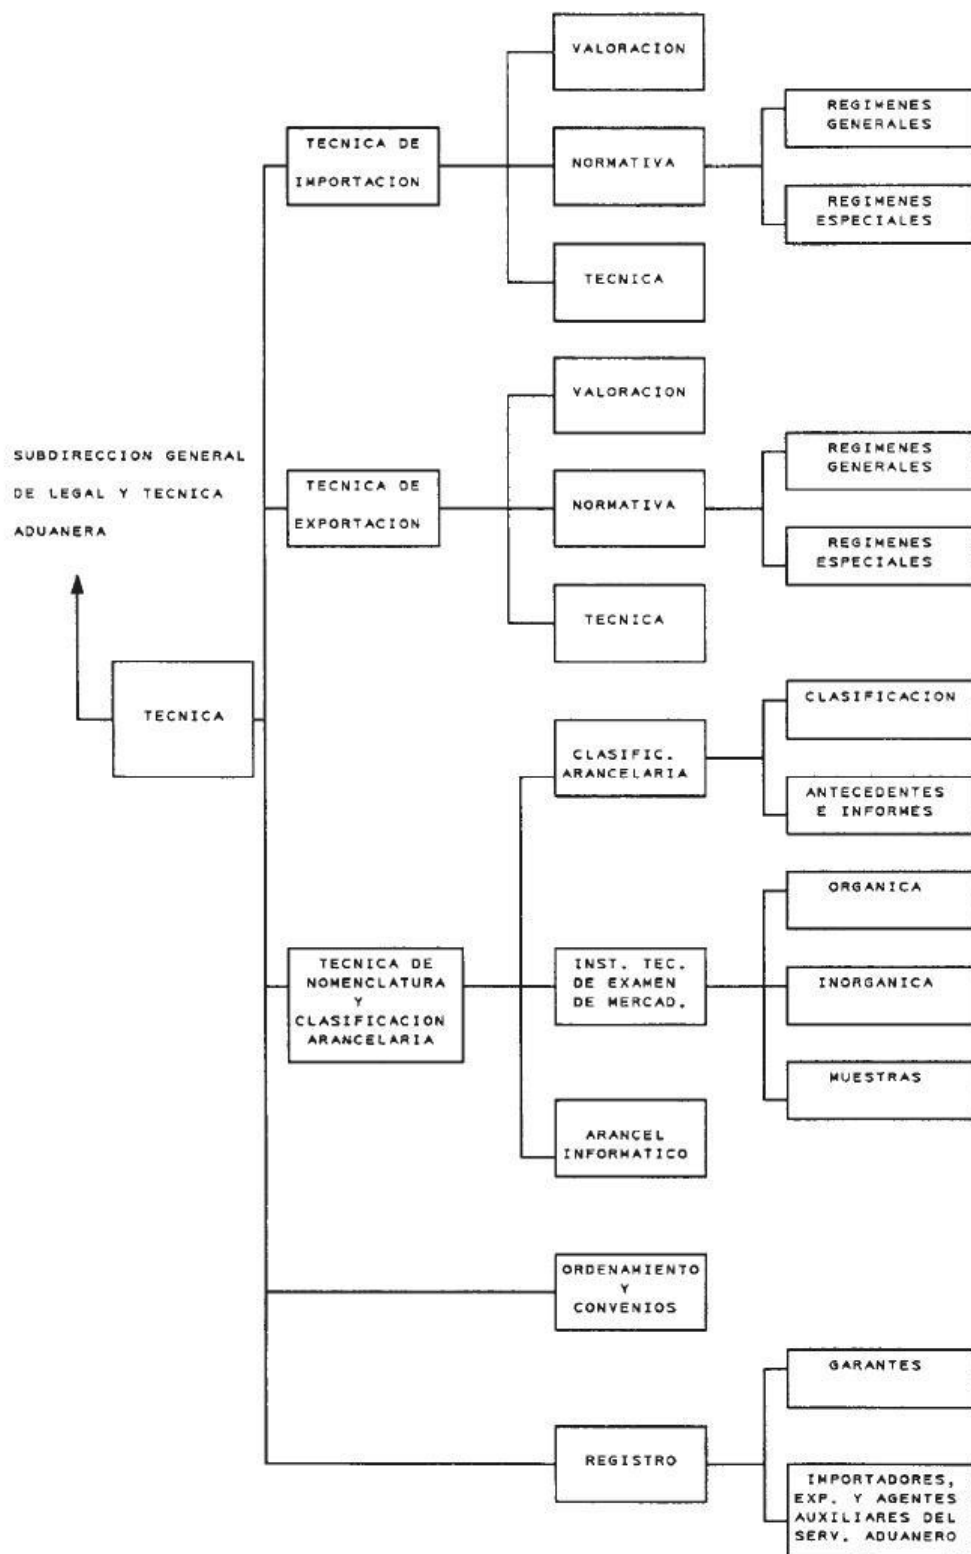 VALORACION
REGIMENES
GENERALES
TECNICA DE
IMPORTACION
NORMATIVA
REGIMENES
ESPECIALES
TECNICA
VALORACION
SUBDIRECCION GENERAL
DE LEGAL Y TECNICA
ADUANERA
REGIMENES
GENERALES
TECNICA DE
EXPORTACION
NORMATIVA
REGIMENES
ESPECIALES
TECNICA
TECNICA
CLASIFICACION
CLASIFIC.
ARANCELARIA
ANTECEDENTES
E INFORMES
ORGANICA
TECNICA DE
NOMENCLATURA
Y
CLASIFICACION
ARANCELARIA
INST. TEC.
DE EXAMEN
DE MERCAD.
INORGANICA
MUESTRAS
ARANCEL
INFORMATICO
ORDENAMIENTO
Y
CONVENIOS
GARANTES
REGISTRO
IMPORTADORES,
EXP. Y AGENTES
AUXILIARES DEL
SERV. ADUANERO